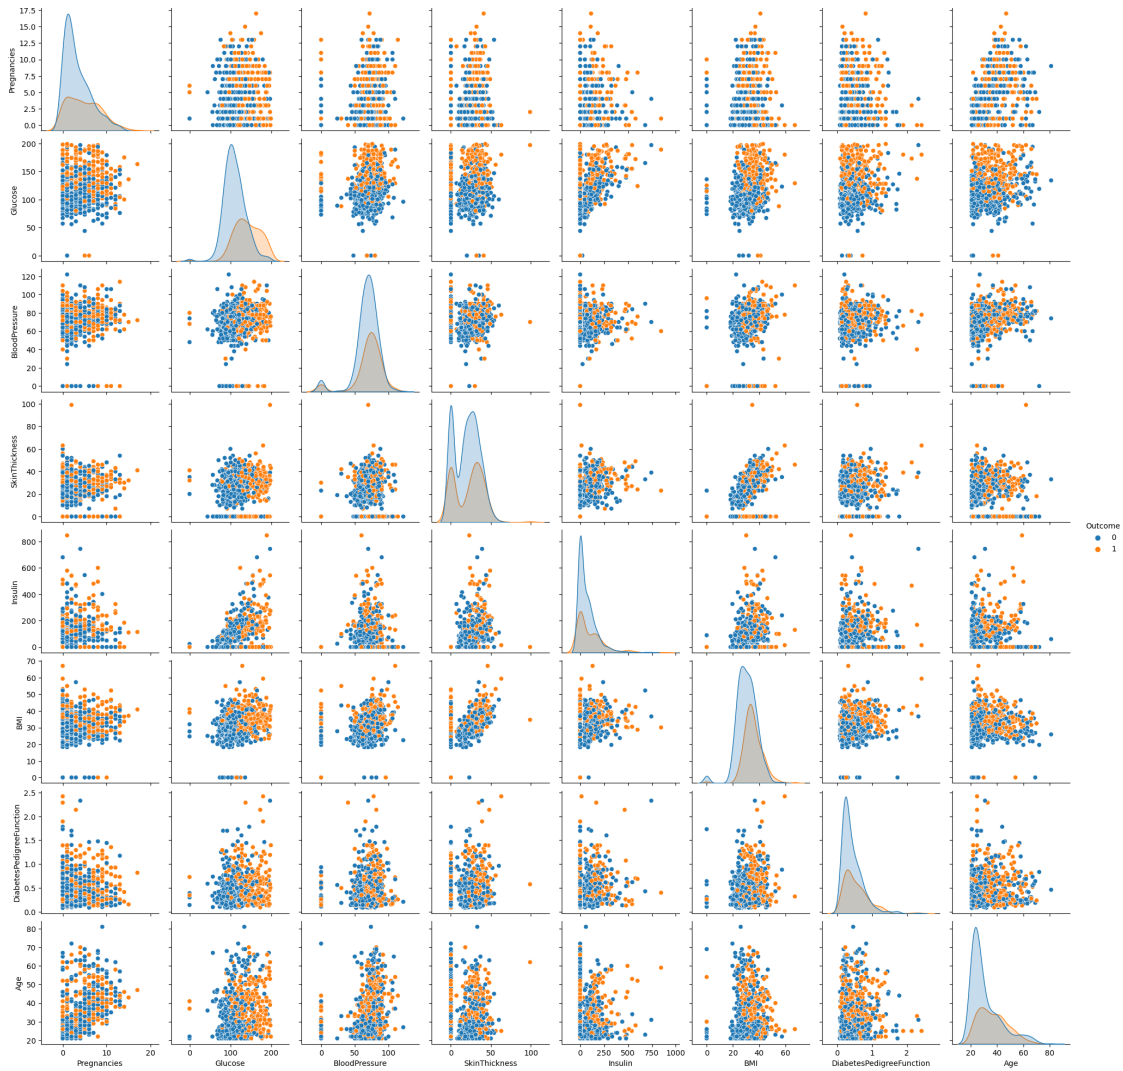 17.5
15.0
12.5
10.0
7.5
5.0
2.5
0.0
Pregnancies
200
150
100
50
0
Glucose
120
100
80
60
40
20
0
BloodPressure
100
80
60
40
20
0
SkinThickness
Outcome
0
1
800
600
400
200
0
Insulin
70
60
50
40
30
20
10
0
BMI
2.5
2.0
1.5
1.0
0.5
0.0
DiabetesPedigreeFunction
80
70
60
50
40
30
20
Age
0 10 20
0 100 200
0 50 100
0 50 100
0 250 500 750 1000
0 20 40 60
0 1 2
20 40 60 80
Pregnancies
Glucose
BloodPressure
SkinThickness
Insulin
BMI
DiabetesPedigreeFunction
Age